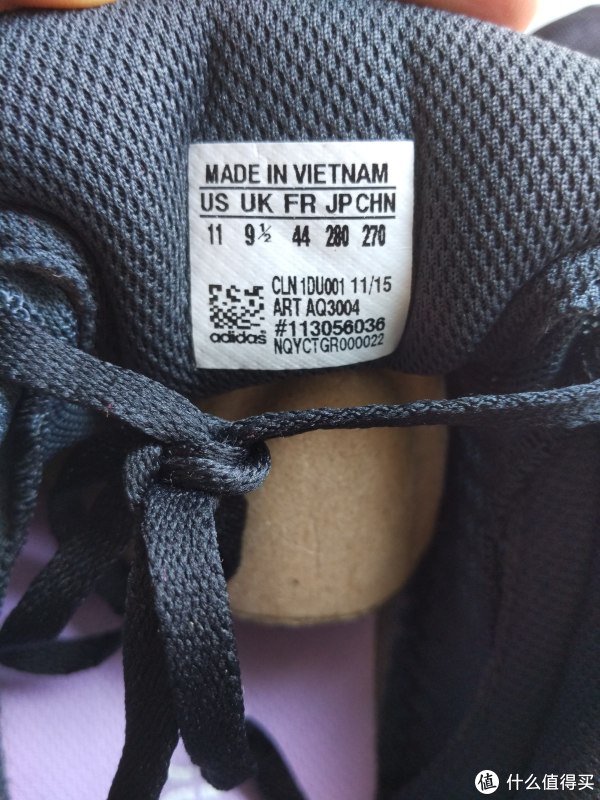 MADE IN VIETNAM
US UK FR JP CHN
11 9½ 44 280 270
CLN 1DU001 11/15
ART AQ3004
#113056036
adidas NQYCTGR000022
值 什么值得买